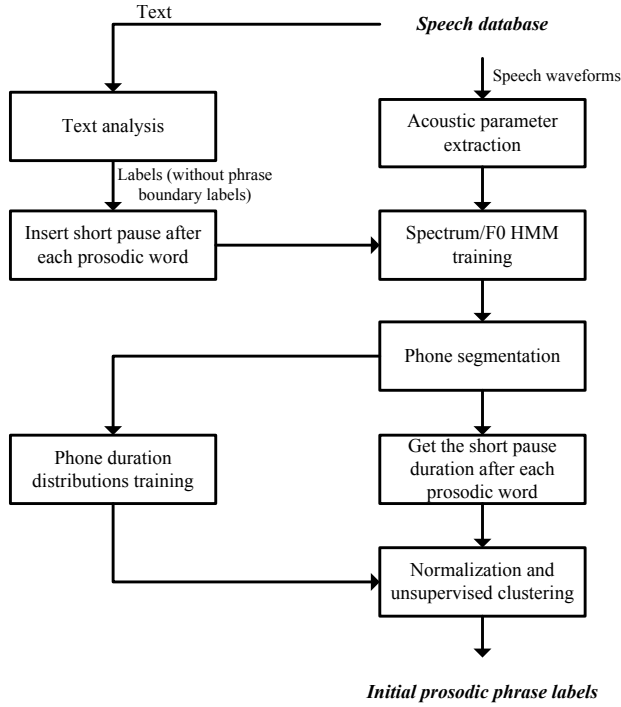 Text
Speech database
Speech waveforms
Text analysis
Acoustic parameter
extraction
Labels (without phrase
boundary labels)
Insert short pause after
each prosodic word
Spectrum/F0 HMM
training
Phone segmentation
Phone duration
distributions training
Get the short pause
duration after each
prosodic word
Normalization and
unsupervised clustering
Initial prosodic phrase labels